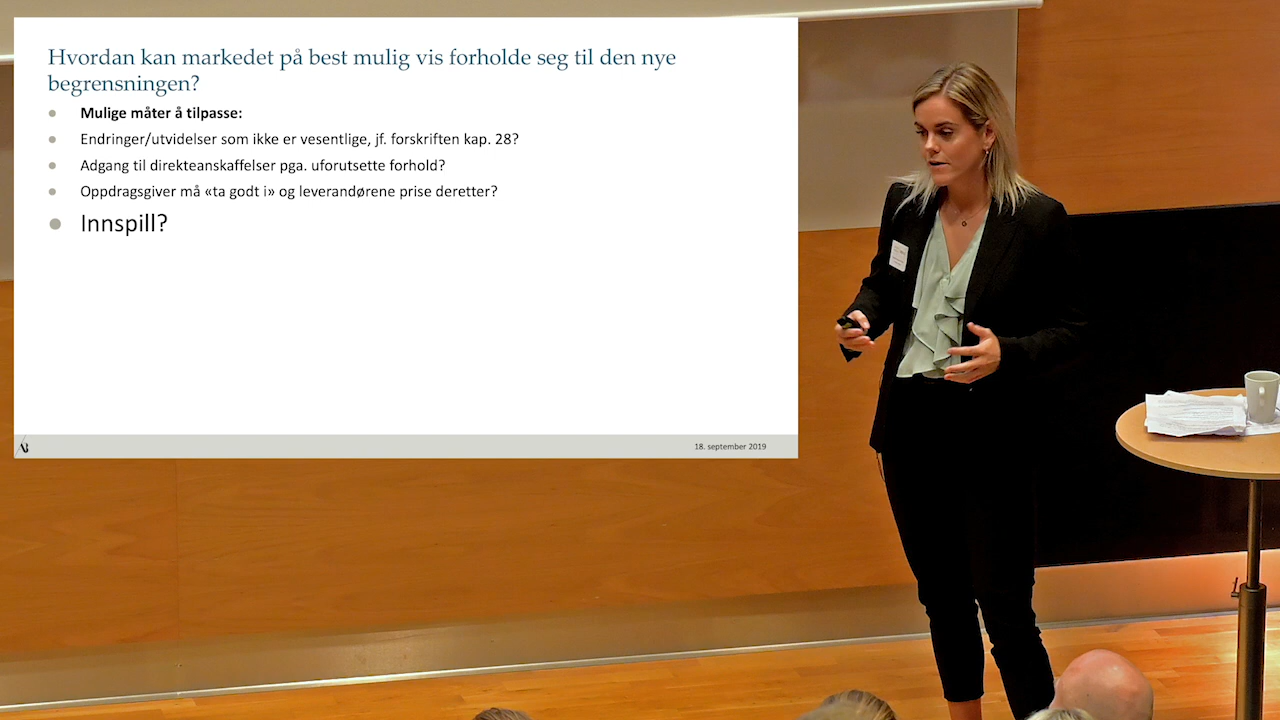 Hvordan kan markedet på best mulig vis forholde seg til den nye
begrensningen?
Mulige måter å tilpasse:
Endringer/utvidelser som ikke er vesentlige, jf. forskriften kap. 28?
Adgang til direkteanskaffelser pga. uforutsette forhold?
Oppdragsgiver må «ta godt i» og leverandørene prise deretter?
Innspill?
18. september 2019